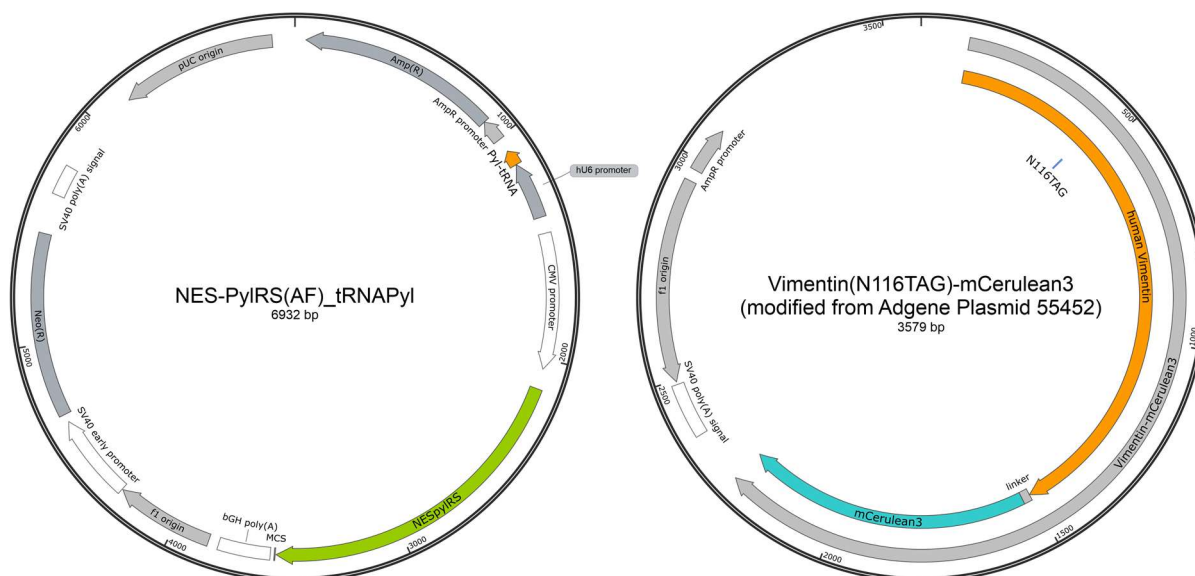 pUC origin
Amp(R)
AmpR promoter
1000
Pyl-tRNA
hU6 promoter
CMV promoter
2000
NESpylRS
3000
MCS
bGH poly(A)
4000
f1 origin
SV40 early promoter
Neo(R)
5000
SV40 poly(A) signal
6000
NES-PylRS(AF)_tRNAPyl
6932 bp
3500
500
N116TAG
human Vimentin
1000
Vimentin-mCerulean3
1500
linker
mCerulean3
2000
SV40 poly(A) signal
2500
f1 origin
3000
AmpR promoter
Vimentin(N116TAG)-mCerulean3
(modified from Adgene Plasmid 55452)
3579 bp